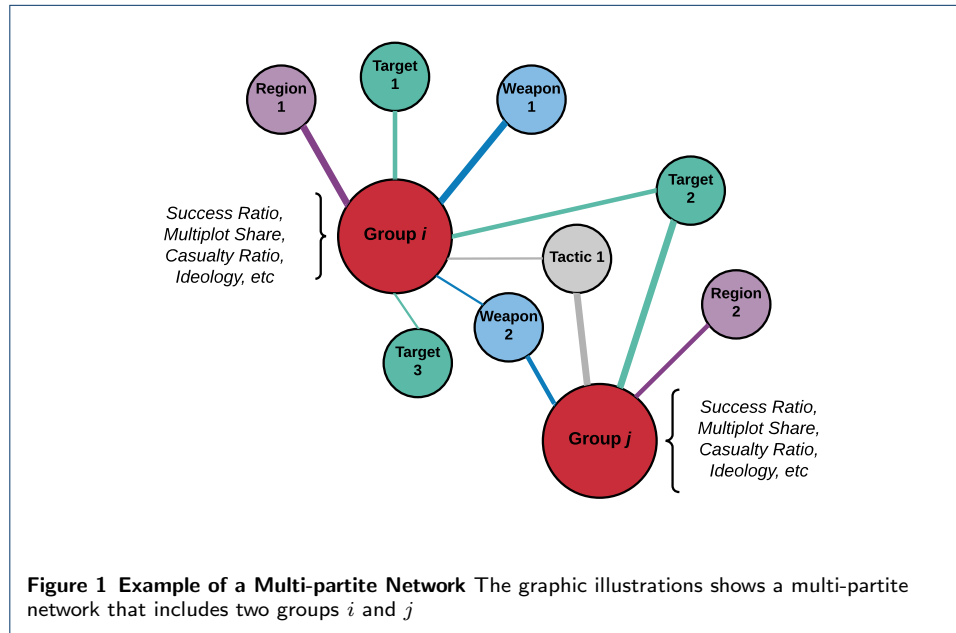 Target
1
Region
1
Weapon
1
Target
2
Success Ratio,
Multiplot Share,
Casualty Ratio,
Ideology, etc
Group i
Tactic 1
Region
2
Weapon
2
Target
3
Group j
Success Ratio,
Multiplot Share,
Casualty Ratio,
Ideology, etc
Figure 1 Example of a Multi-partite Network The graphic illustrations shows a multi-partite
network that includes two groups i and j